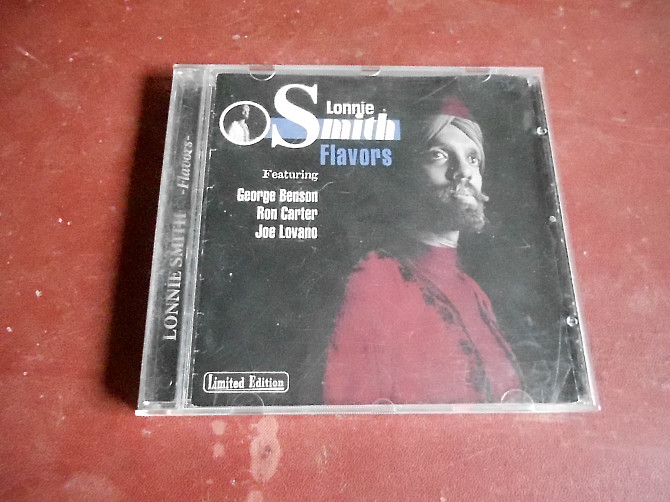 Lonnie
Smith
Flavors
Featuring
George Benson
Ron Carter
Joe Lovano
Limited Edition
LONNIE SMITH -Flavors-